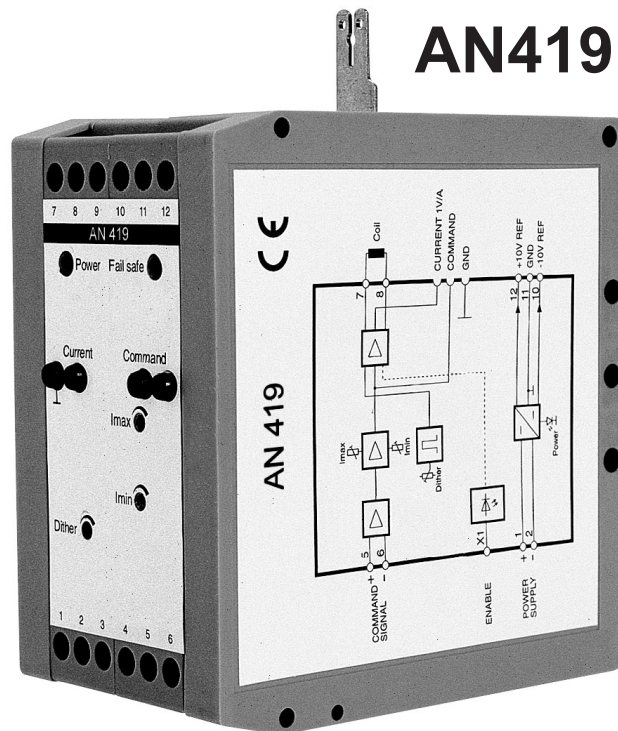 AN419
7 8 9 10 11 12
AN 419
Power Fail safe
Current Command
Imax
Imin
Dither
1 2 3 4 5 6
CE
AN 419
Coil
CURRENT 1V/A
COMMAND
GND
+10V REF
GND
-10V REF
7
8
12
11
10
Imax
Imin
Dither
Power
X1
5
6
1
2
+
-
+
-
COMMAND
SIGNAL
ENABLE
POWER
SUPPLY